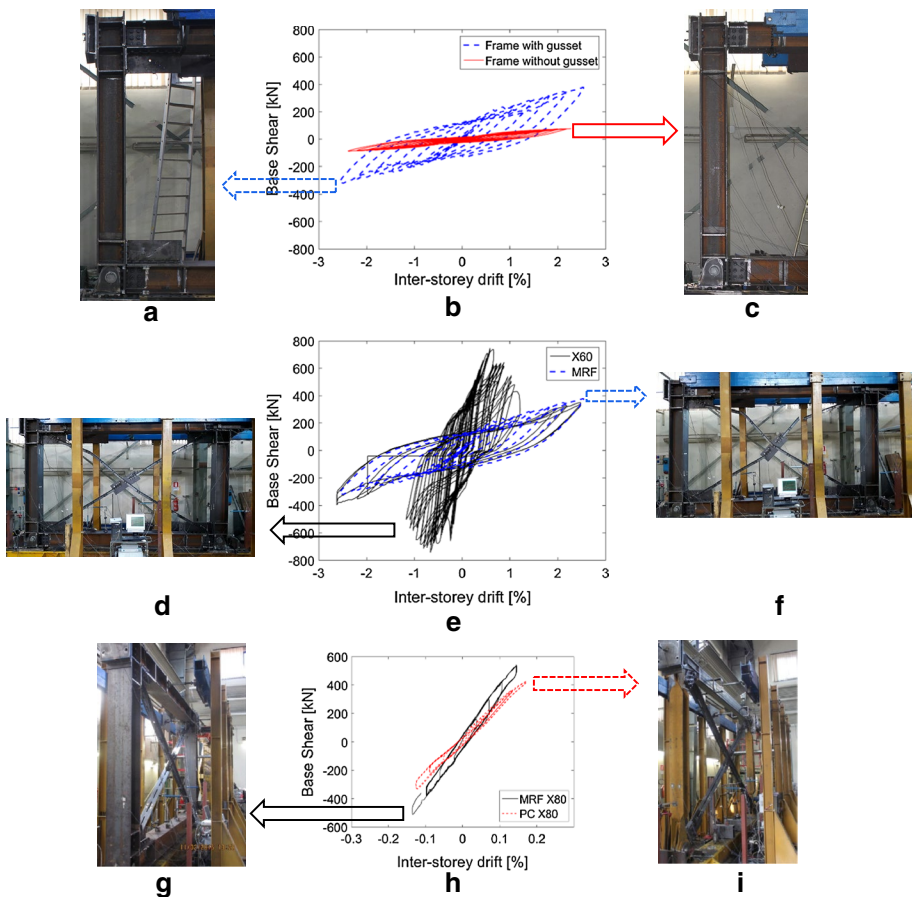 800
600
400
200
0
-200
-400
-600
-800
Base Shear [kN]
Frame with gusset
Frame without gusset
-3 -2 -1 0 1 2 3
Inter-storey drift [%]
a
b
c
800
600
400
200
0
-200
-400
-600
-800
Base Shear [kN]
X60
MRF
-3 -2 -1 0 1 2 3
Inter-storey drift [%]
d
e
f
600
400
200
0
-200
-400
-600
Base Shear [kN]
MRF X80
PC X80
-0.3 -0.2 -0.1 0 0.1 0.2
Inter-storey drift [%]
g
h
i